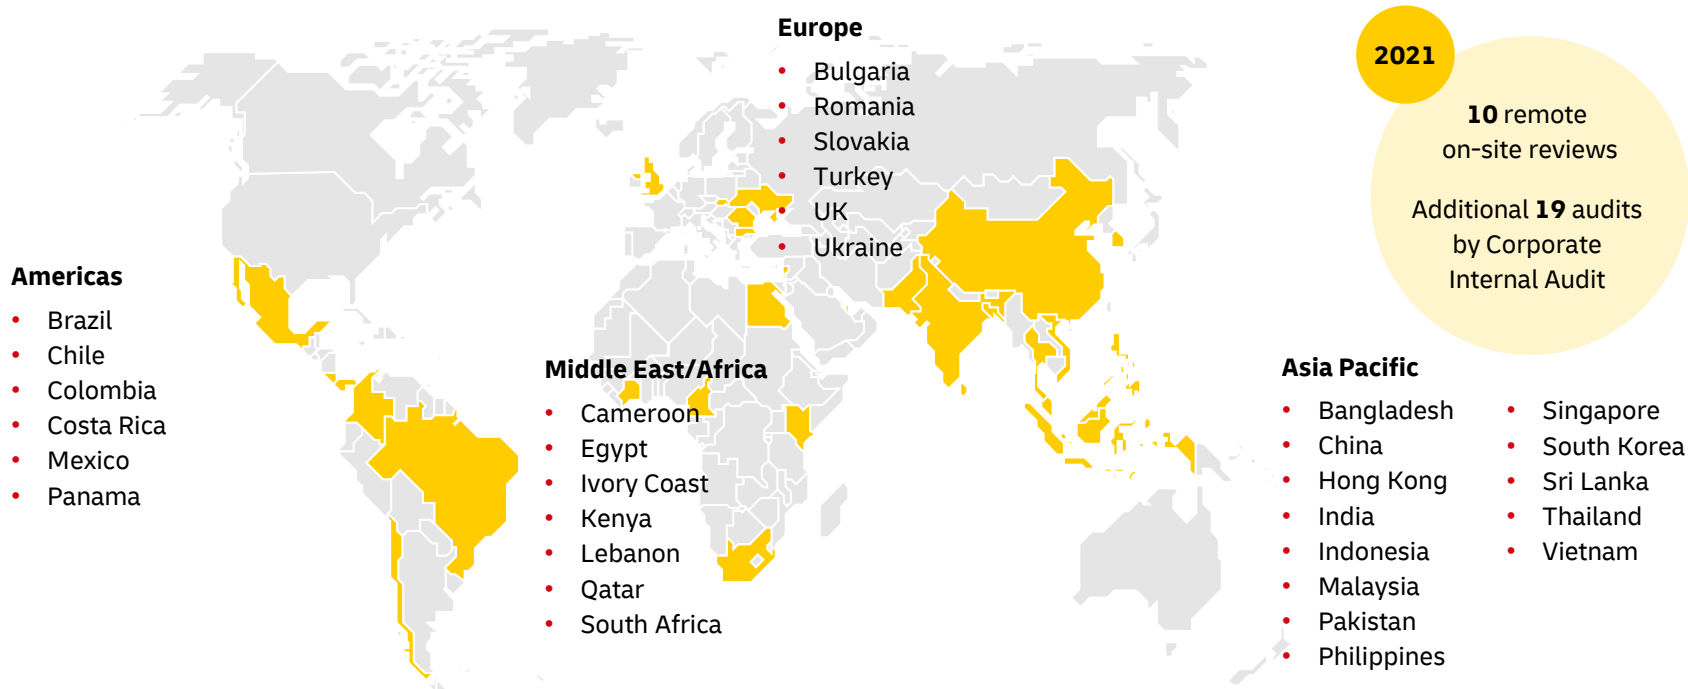 Europe
• Bulgaria
• Romania
• Slovakia
• Turkey
• UK
• Ukraine
2021
10 remote
on-site reviews
Additional 19 audits
by Corporate
Internal Audit
Americas
• Brazil
• Chile
• Colombia
• Costa Rica
• Mexico
• Panama
Middle East/Africa
• Cameroon
• Egypt
• Ivory Coast
• Kenya
• Lebanon
• Qatar
• South Africa
Asia Pacific
• Bangladesh
• China
• Hong Kong
• India
• Indonesia
• Malaysia
• Pakistan
• Philippines
• Singapore
• South Korea
• Sri Lanka
• Thailand
• Vietnam